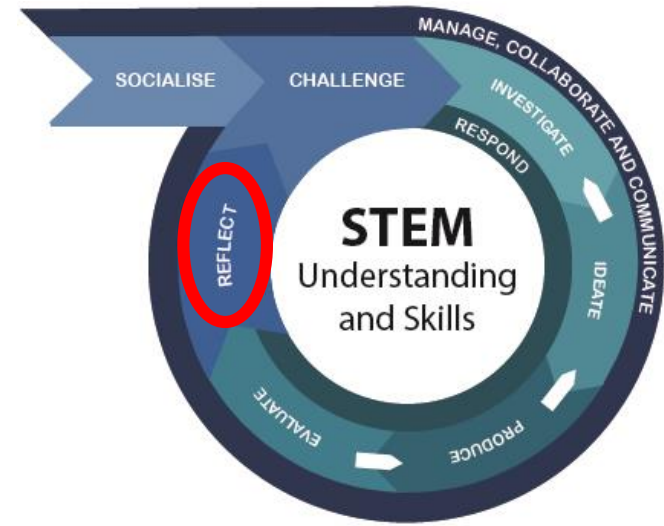 MANAGE, COLLABORATE AND COMMUNICATE
SOCIALISE
CHALLENGE
INVESTIGATE
RESPOND
IDEATE
PRODUCE
EVALUATE
REFLECT
STEM
Understanding
and Skills